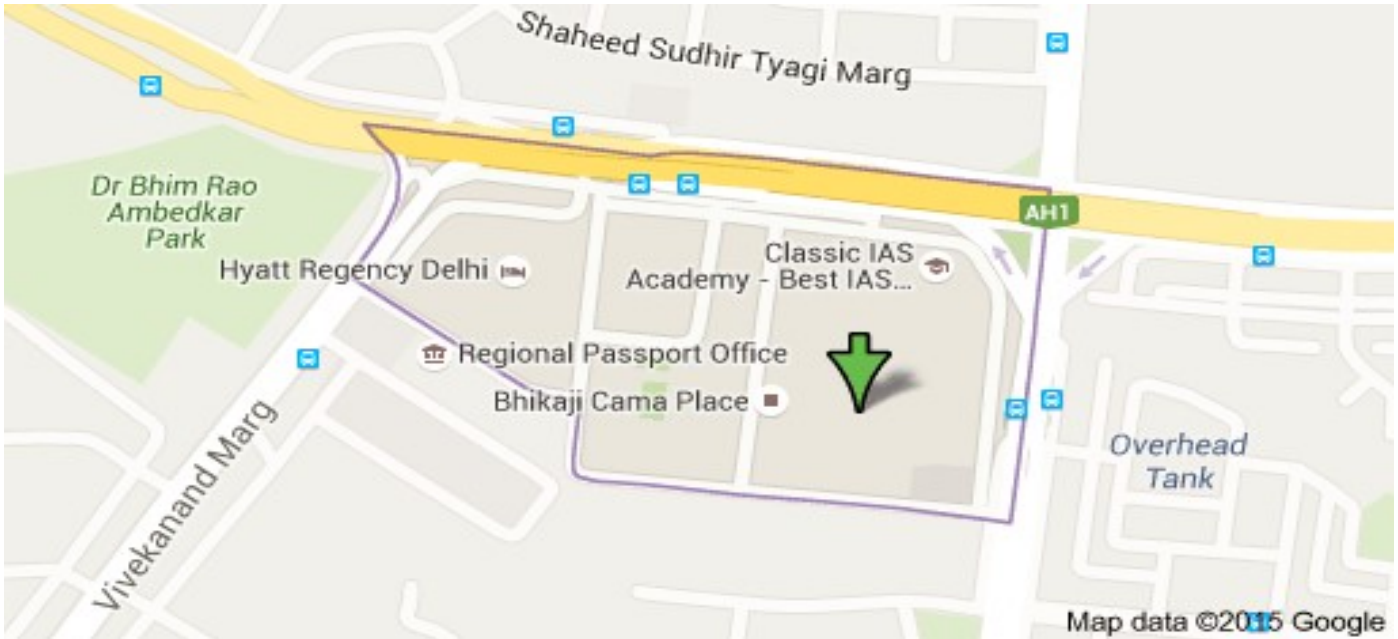 Shaheed Sudhir Tyagi Marg
Dr Bhim Rao
Ambedkar
Park
AH1
Hyatt Regency Delhi
Classic IAS
Academy - Best IAS...
Regional Passport Office
Bhikaji Cama Place
Vivekanand Marg
Overhead
Tank
Map data ©2015 Google